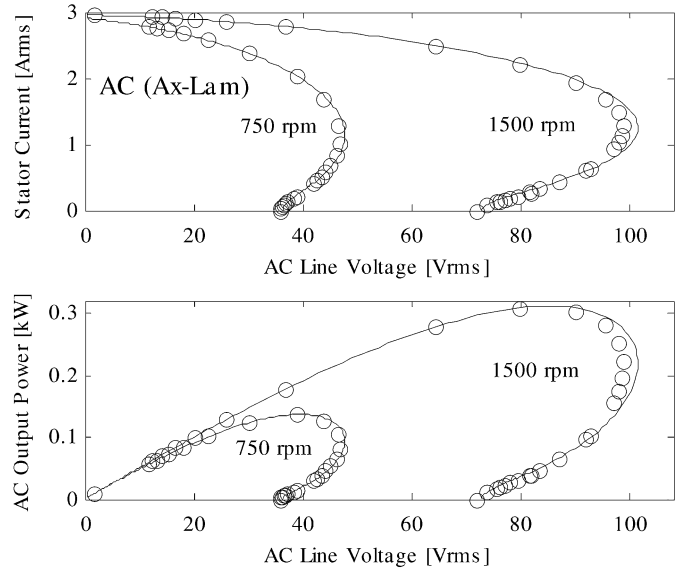 3
2
1
0
Stator Current [Arms]
AC (Ax-Lam)
750 rpm
1500 rpm
0 20 40 60 80 100
AC Line Voltage [Vrms]
0.3
0.2
0.1
0
AC Output Power [kW]
1500 rpm
750 rpm
0 20 40 60 80 100
AC Line Voltage [Vrms]